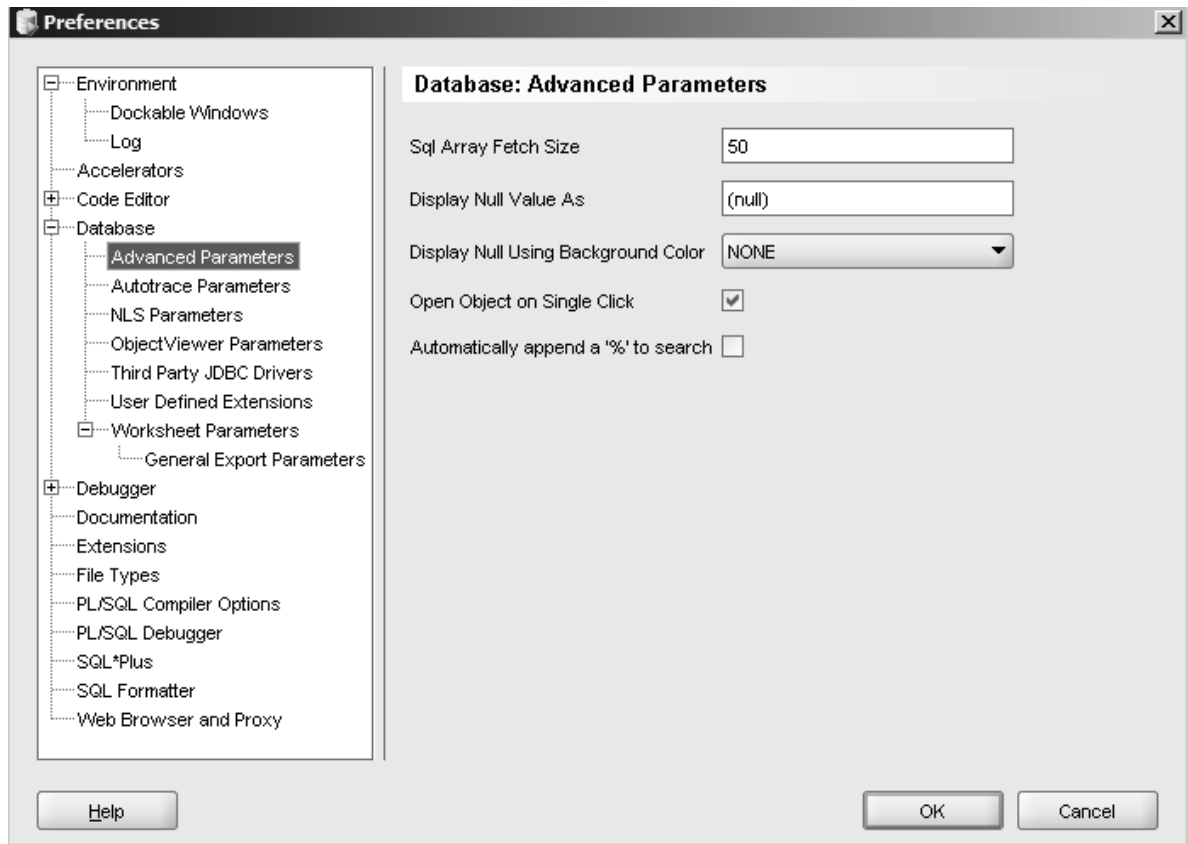 Preferences
Environment
Dockable Windows
Log
Accelerators
Code Editor
Database
Advanced Parameters
Autotrace Parameters
NLS Parameters
ObjectViewer Parameters
Third Party JDBC Drivers
User Defined Extensions
Worksheet Parameters
General Export Parameters
Debugger
Documentation
Extensions
File Types
PL/SQL Compiler Options
PL/SQL Debugger
SQL*Plus
SQL Formatter
Web Browser and Proxy
Database: Advanced Parameters
Sql Array Fetch Size 50
Display Null Value As (null)
Display Null Using Background Color NONE
Open Object on Single Click
Automatically append a '%' to search
Help OK Cancel